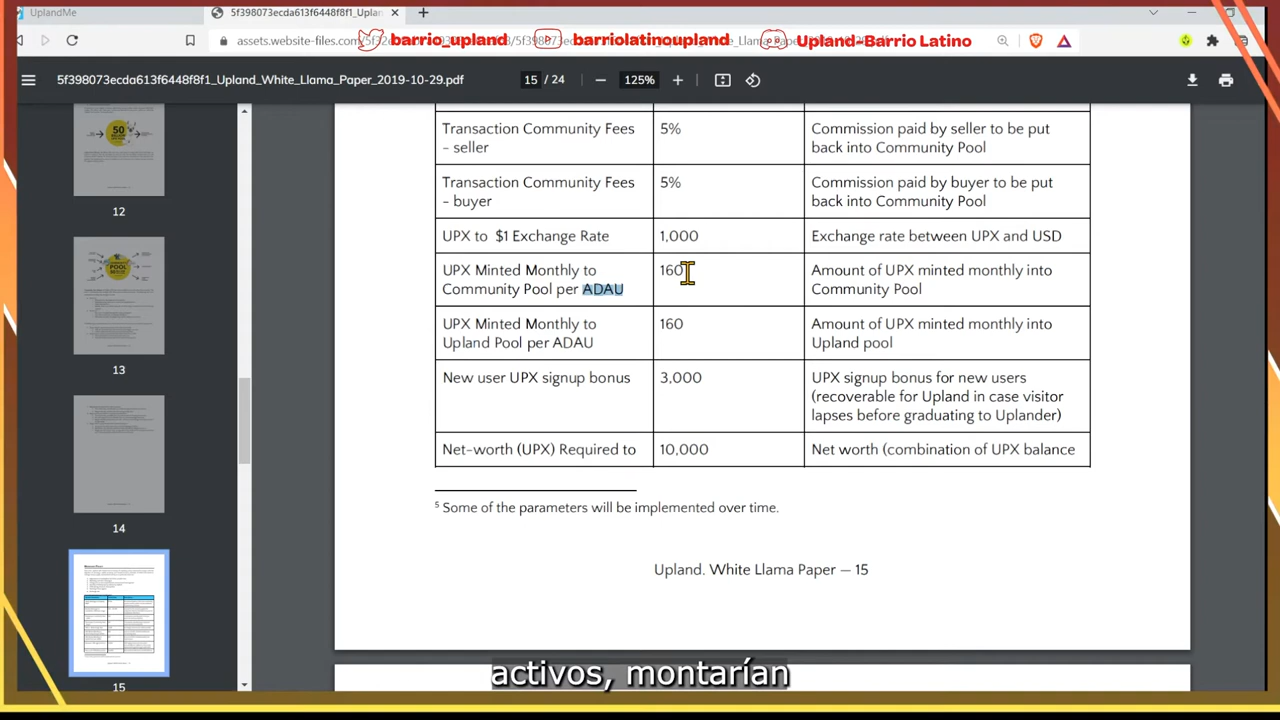 UplandMe
5f398073ecda613f6448f8f1_Uplan
assets.website-files.com
barrio_upland
barriolatinoupland
Upland-Barrio Latino
5f398073ecda613f6448f8f1_Upland_White_Llama_Paper_2019-10-29.pdf
15 / 24
125%
12
13
14
15
Transaction Community Fees
– seller
5%
Commission paid by seller to be put
back into Community Pool
Transaction Community Fees
- buyer
5%
Commission paid by buyer to be put
back into Community Pool
UPX to $1 Exchange Rate
1,000
Exchange rate between UPX and USD
UPX Minted Monthly to
Community Pool per ADAU
160
Amount of UPX minted monthly into
Community Pool
UPX Minted Monthly to
Upland Pool per ADAU
160
Amount of UPX minted monthly into
Upland pool
New user UPX signup bonus
3,000
UPX signup bonus for new users
(recoverable for Upland in case visitor
lapses before graduating to Uplander)
Net-worth (UPX) Required to
10,000
Net worth (combination of UPX balance
5 Some of the parameters will be implemented over time.
Upland. White Llama Paper — 15
activos, montarían